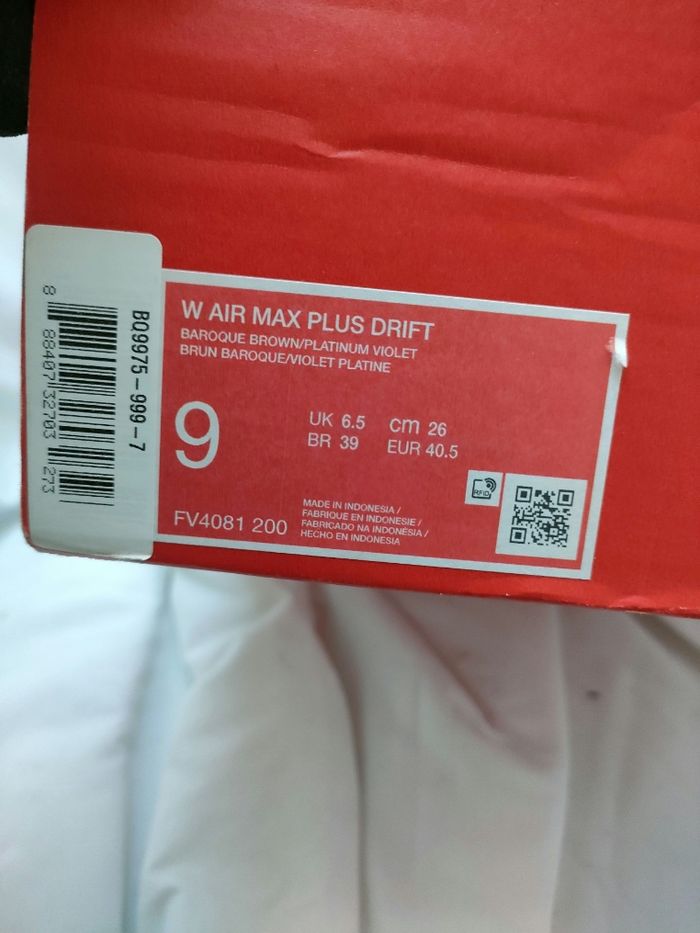 W AIR MAX PLUS DRIFT
BAROQUE BROWN/PLATINUM VIOLET
BRUN BAROQUE/VIOLET PLATINE
9
UK 6.5 cm 26
BR 39 EUR 40.5
FV4081 200
MADE IN INDONESIA /
FABRIQUE EN INDONESIE /
FABRICADO NA INDONÉSIA /
HECHO EN INDONESIA
RFID
BQ9975-999-7
8 88407 32703 273